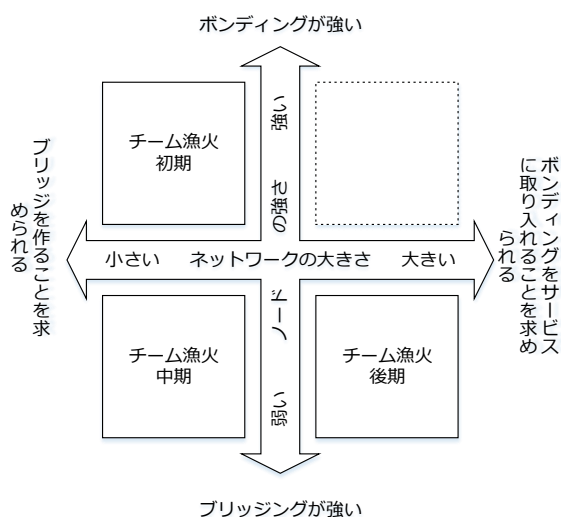 ボンディングが強い
チーム漁火
初期
強い
ノードの強さ
弱い
ブリッジを作ることを求
められる
小さい ネットワークの大きさ 大きい
ボンディングをサービス
に取り入れることを求め
られる
チーム漁火
中期
チーム漁火
後期
ブリッジングが強い